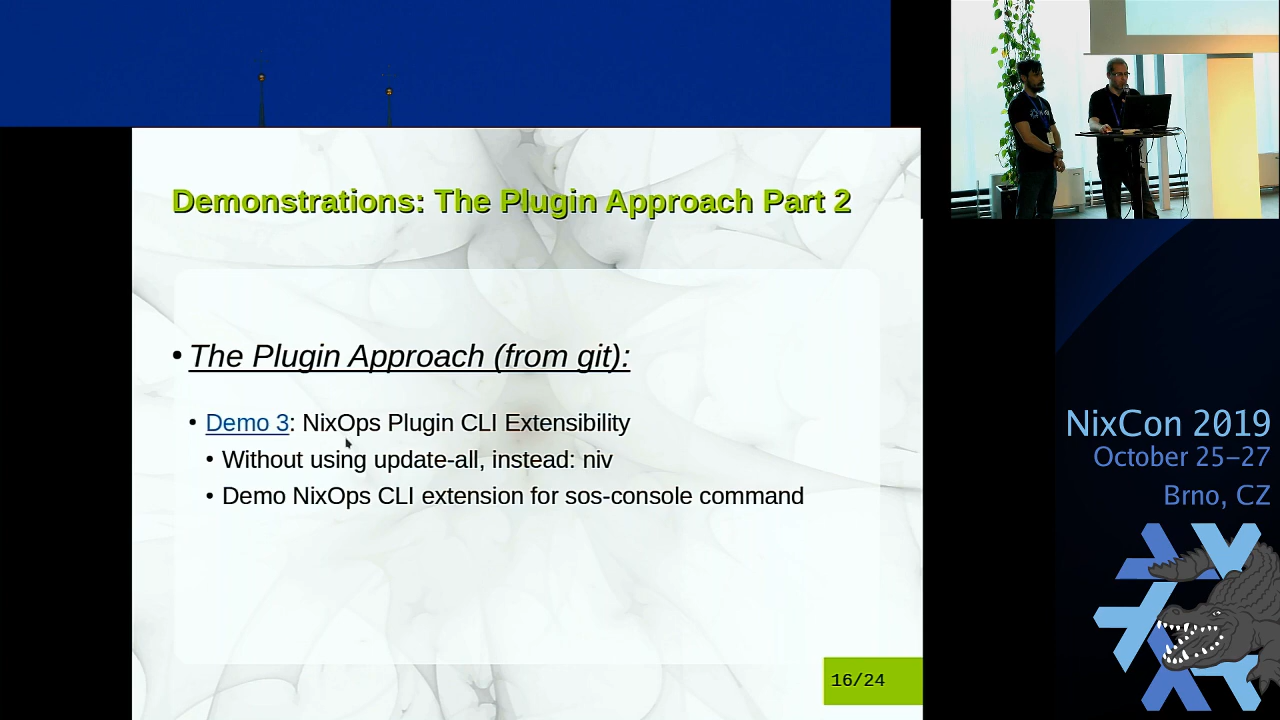 Demonstrations: The Plugin Approach Part 2
• The Plugin Approach (from git):
• Demo 3: NixOps Plugin CLI Extensibility
• Without using update-all, instead: niv
• Demo NixOps CLI extension for sos-console command
16/24
NixCon 2019
October 25–27
Brno, CZ